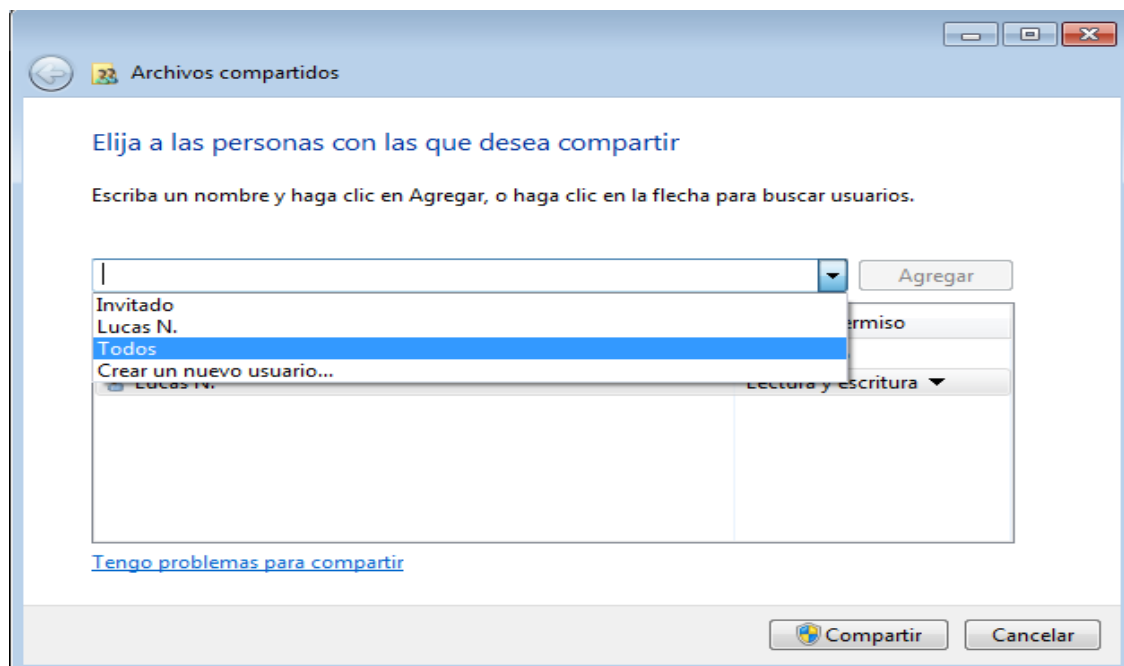 Archivos compartidos
Elija a las personas con las que desea compartir
Escriba un nombre y haga clic en Agregar, o haga clic en la flecha para buscar usuarios.
Agregar
Invitado
Lucas N.
Todos
Crear un nuevo usuario...
ermiso
Lucas N.
Lectura y escritura
Tengo problemas para compartir
Compartir
Cancelar